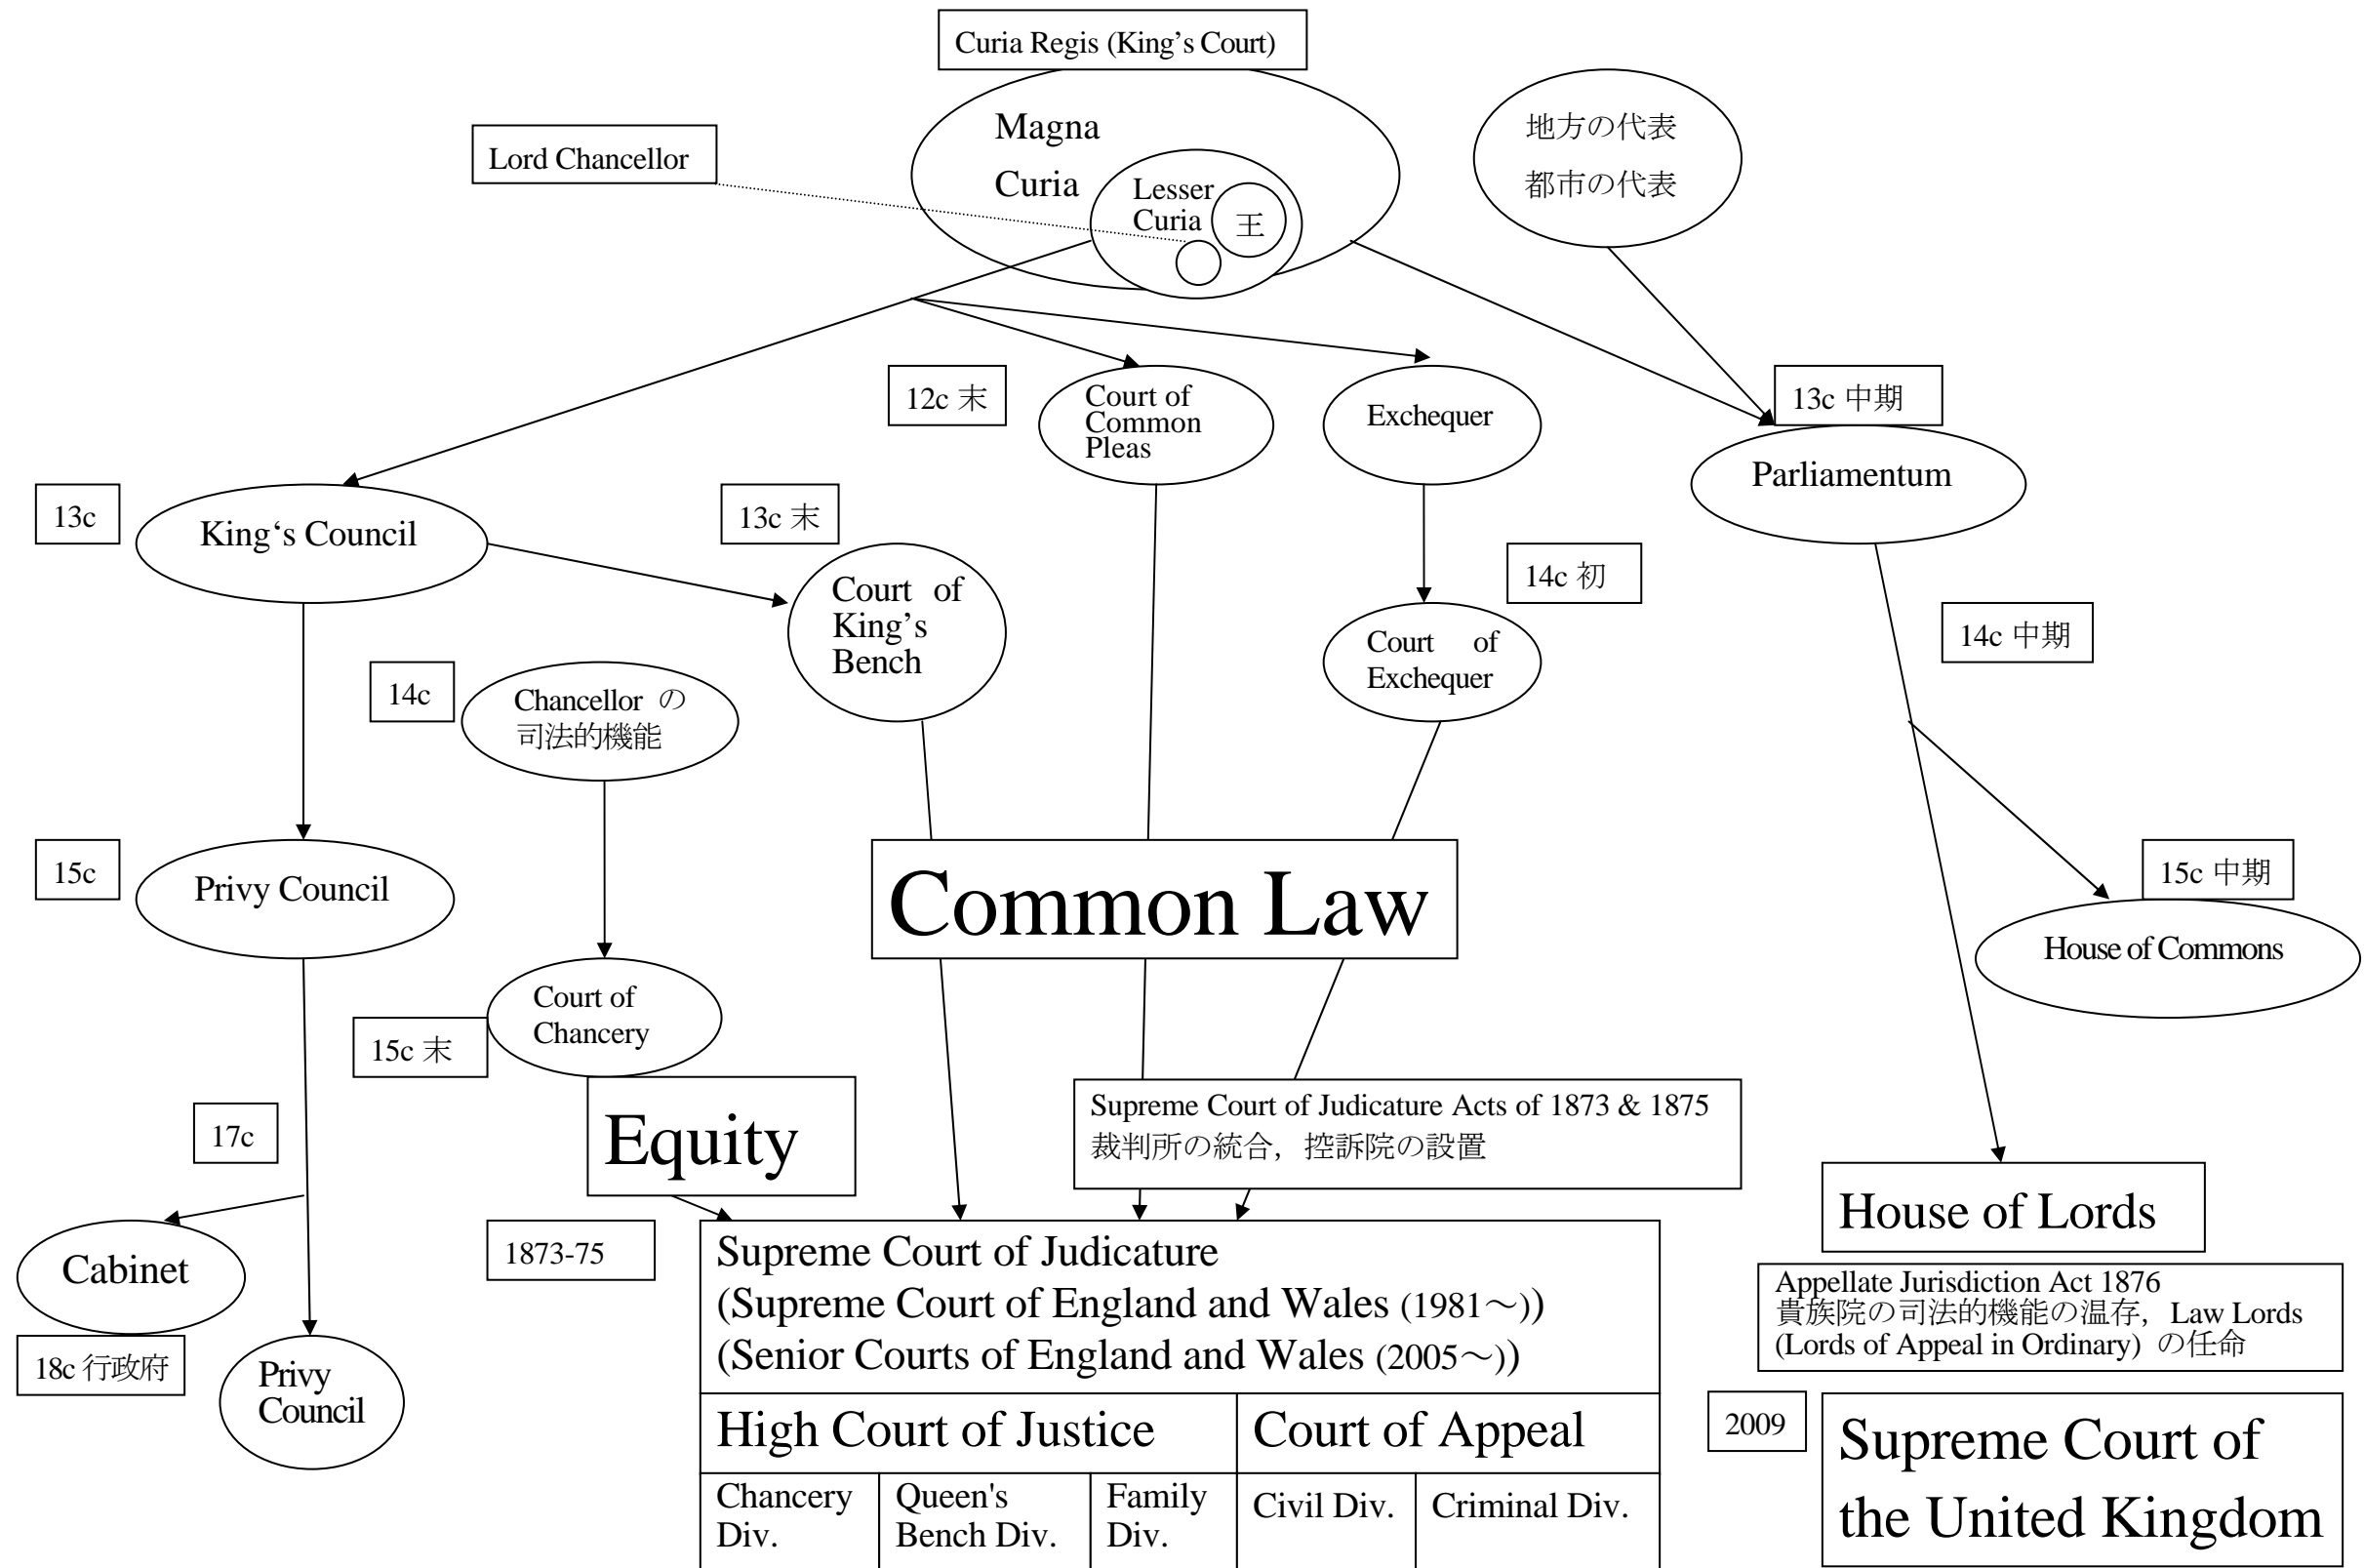 Curia Regis (King’s Court)
Magna
Curia
地方の代表
都市の代表
Lord Chancellor
Lesser
Curia
王
12c 末
Court of
Common
Pleas
Exchequer
13c 中期
Parliamentum
13c
King‘s Council
13c 末
Court of
King’s
Bench
14c 初
Court of
Exchequer
14c 中期
14c
Chancellor の
司法的機能
15c
Privy Council
Common Law
15c 中期
House of Commons
Court of
Chancery
15c 末
17c
Equity
Supreme Court of Judicature Acts of 1873 & 1875
裁判所の統合，控訴院の設置
House of Lords
Cabinet
18c 行政府
Privy
Council
1873-75
Supreme Court of Judicature
(Supreme Court of England and Wales (1981～))
(Senior Courts of England and Wales (2005～))
Appellate Jurisdiction Act 1876
貴族院の司法的機能の温存，Law Lords
(Lords of Appeal in Ordinary) の任命
High Court of Justice
Court of Appeal
Chancery
Div.
Queen's
Bench Div.
Family
Div.
Civil Div.
Criminal Div.
2009
Supreme Court of
the United Kingdom